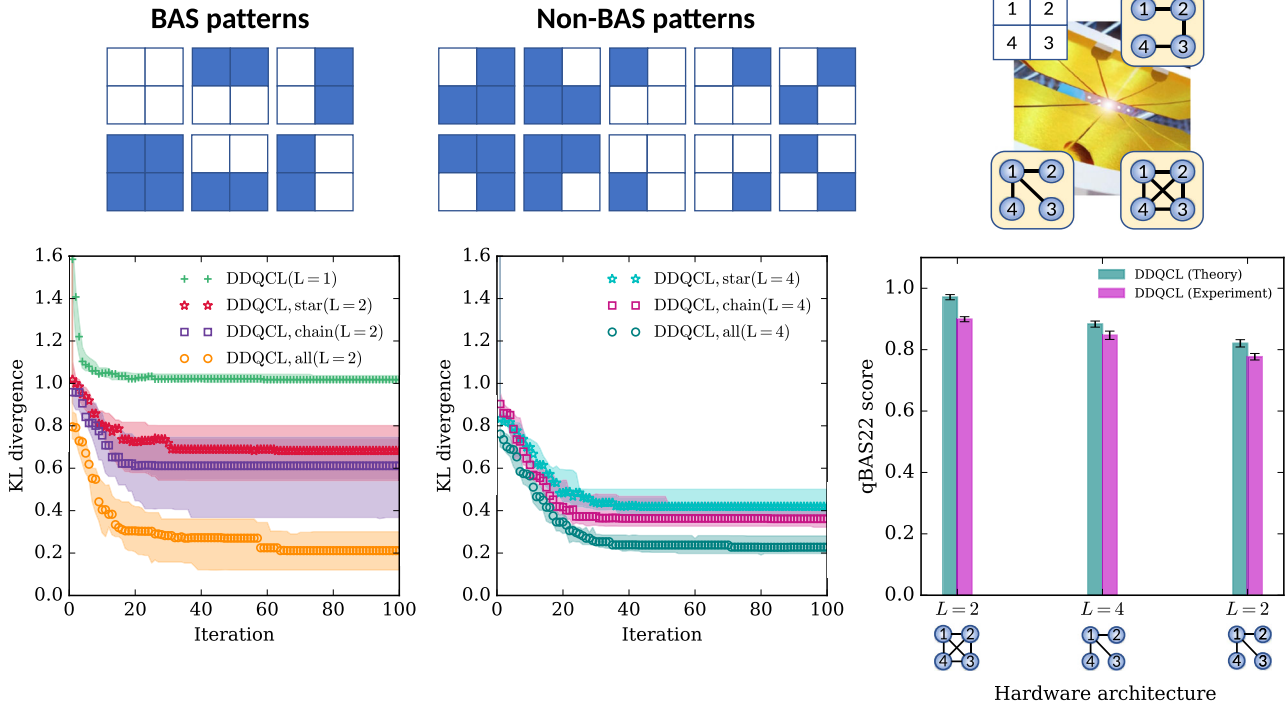 BAS patterns
Non-BAS patterns
1 2
4 3
1 2
4 3
1 2
4 3
1 2
4 3
KL divergence
1.6
1.4
1.2
1.0
0.8
0.6
0.4
0.2
0.0
0 20 40 60 80 100
Iteration
DDQCL(L = 1)
DDQCL, star(L = 2)
DDQCL, chain(L = 2)
DDQCL, all(L = 2)
KL divergence
1.6
1.4
1.2
1.0
0.8
0.6
0.4
0.2
0.0
0 20 40 60 80 100
Iteration
DDQCL, star(L = 4)
DDQCL, chain(L = 4)
DDQCL, all(L = 4)
qBAS22 score
1.0
0.8
0.6
0.4
0.2
0.0
DDQCL (Theory)
DDQCL (Experiment)
L = 2 L = 4 L = 2
1 2 1 2 1 2
4 3 4 3 4 3
Hardware architecture